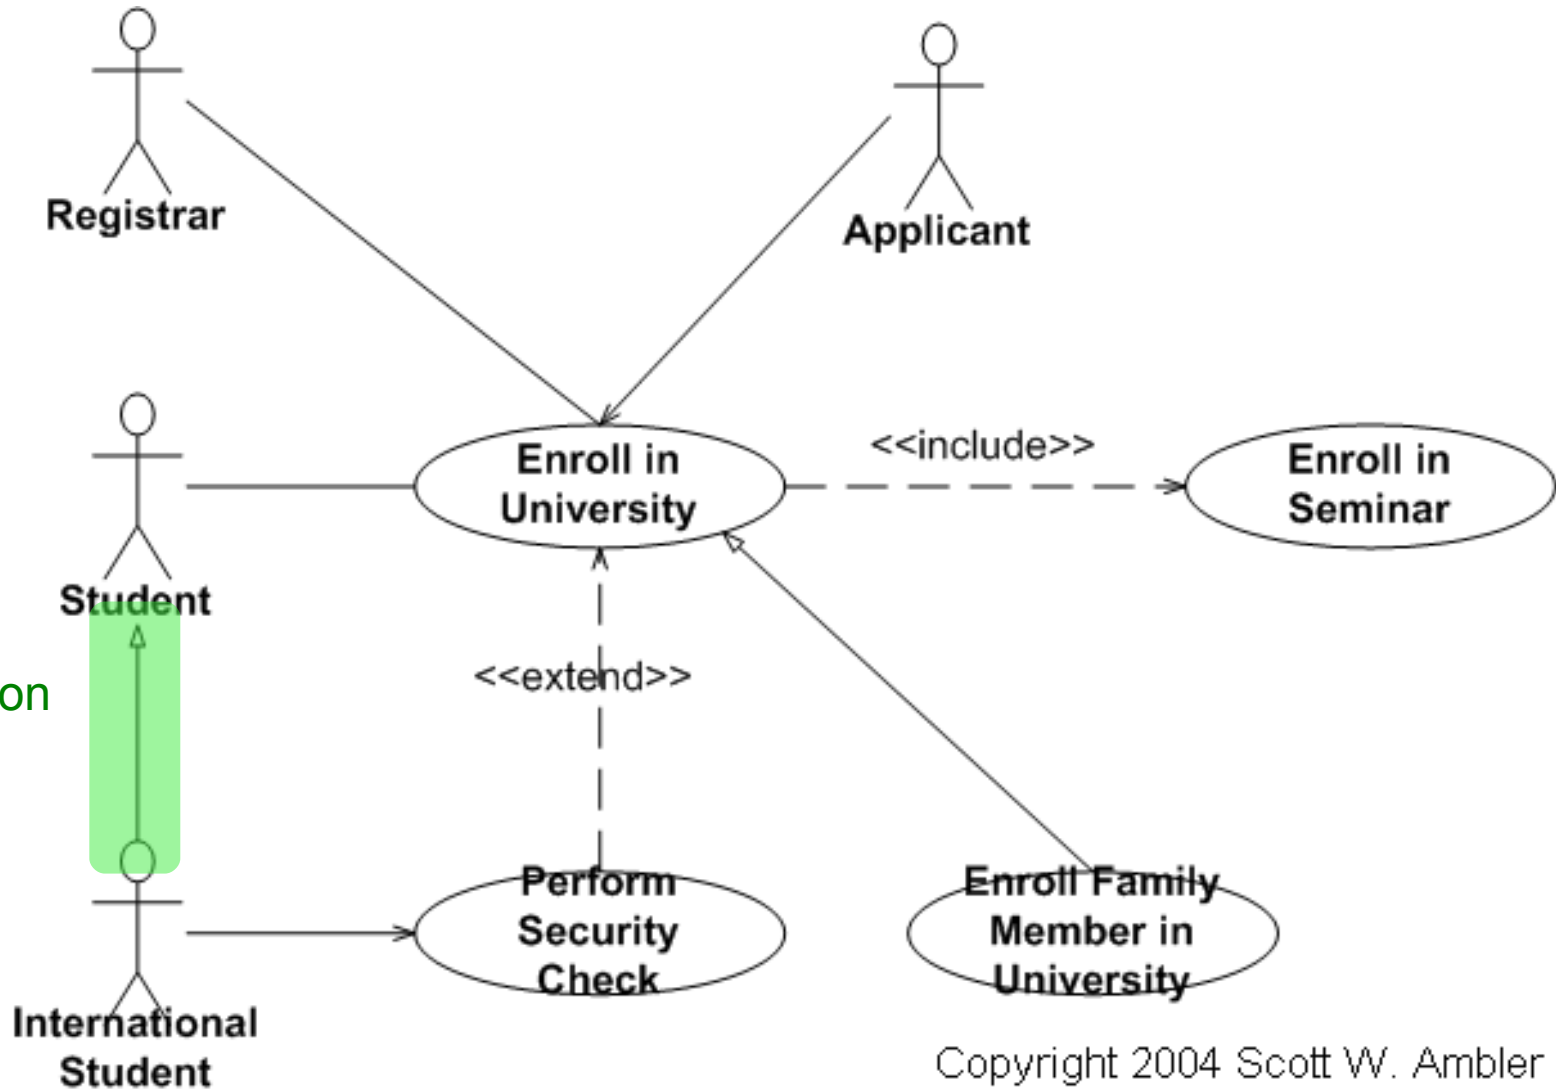 Registrar
Applicant
Enroll in
University
<<include>>
Enroll in
Seminar
Student
<<extend>>
on
Perform
Security
Check
Enroll Family
Member in
University
International
Student
Copyright 2004 Scott W. Ambler